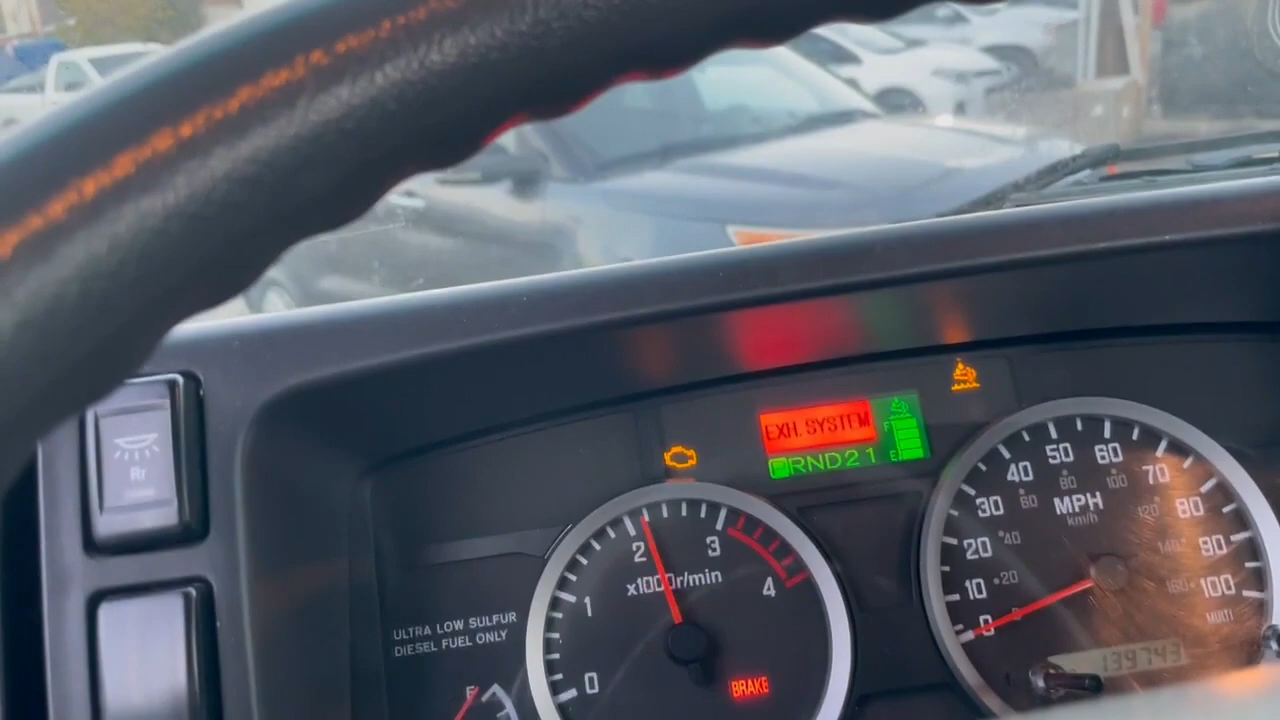 Rr
EXH. SYSTEM
F
E
PRND21
ULTRA LOW SULFUR
DIESEL FUEL ONLY
F
0
1
2
3
4
x1000r/min
BRAKE
0
10
20
30
40
50
60
70
80
90
100
20
40
60
80
100
120
140
160
MPH
km/h
MULTI
139743